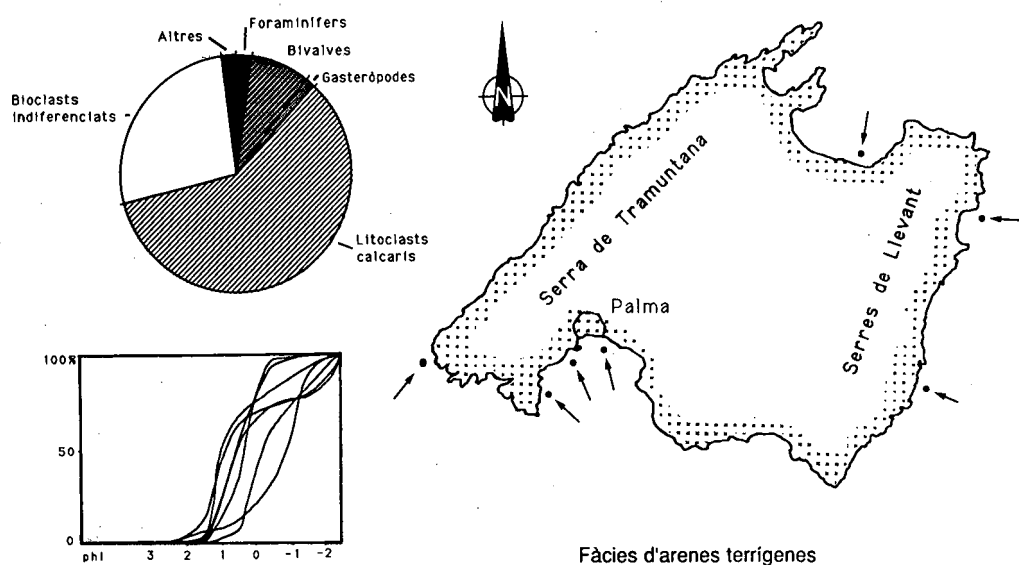 Foraminífers
Altres
Bivalves
Gasteròpodes
Bioclasts
indiferenciats
Litoclasts
calcaris
N
Serra de Tramuntana
Serres de Llevant
Palma
100%
50
0
phi 3 2 1 0 -1 -2
Fàcies d'arenes terrígenes